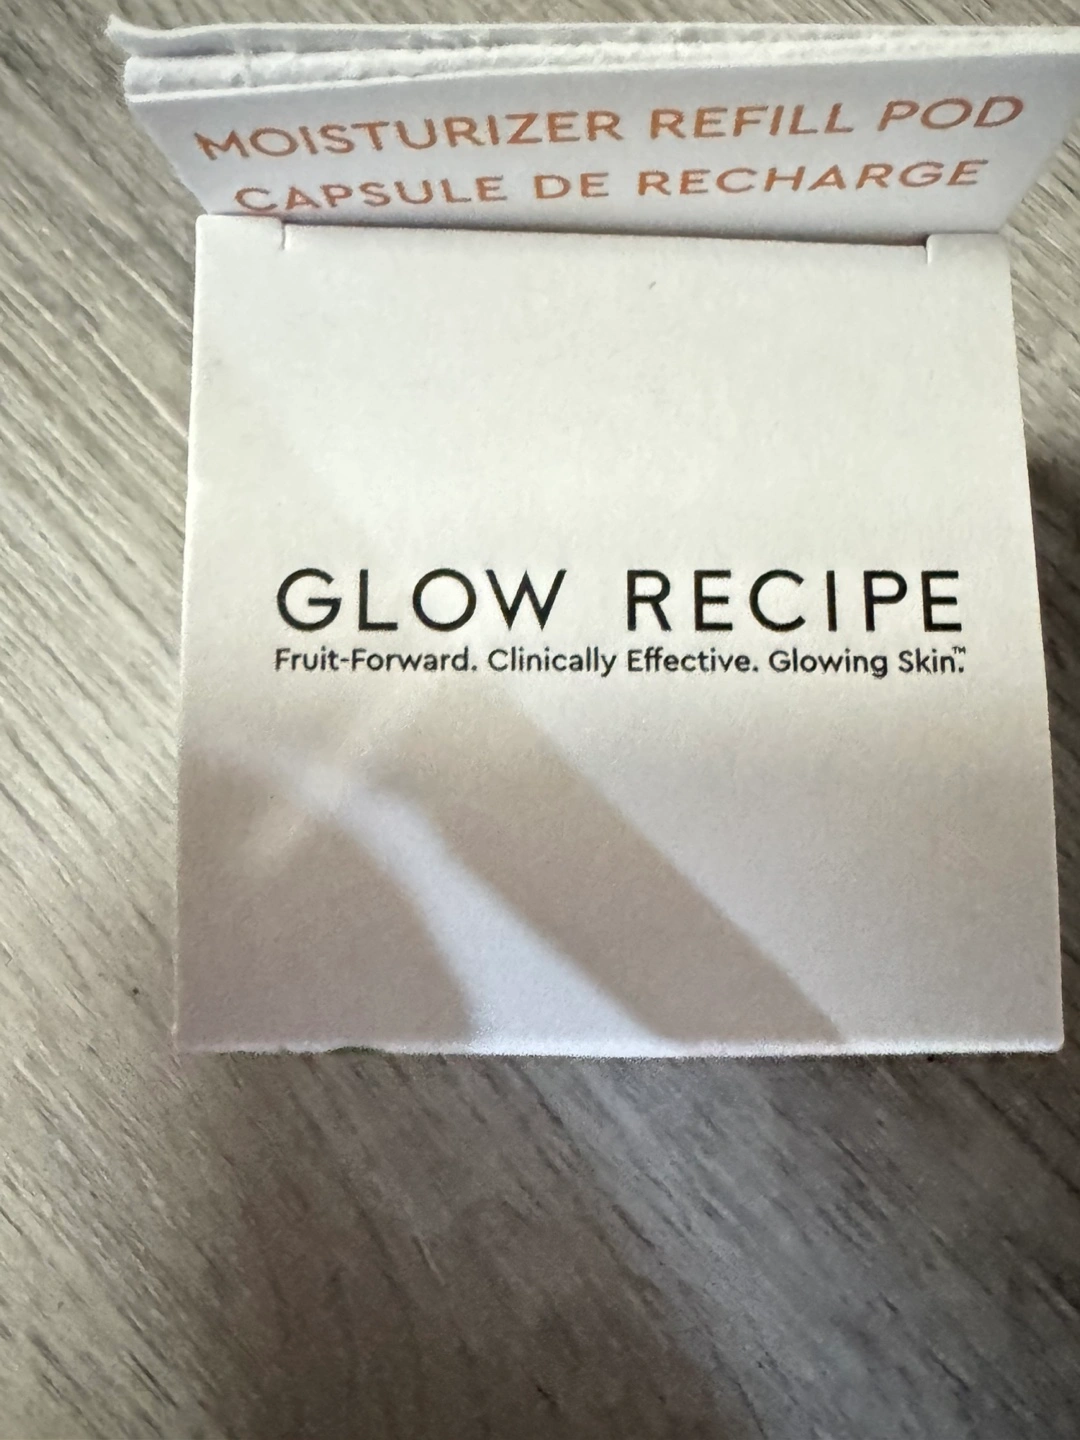 MOISTURIZER REFILL POD
CAPSULE DE RECHARGE
GLOW RECIPE
Fruit-Forward. Clinically Effective. Glowing Skin.™